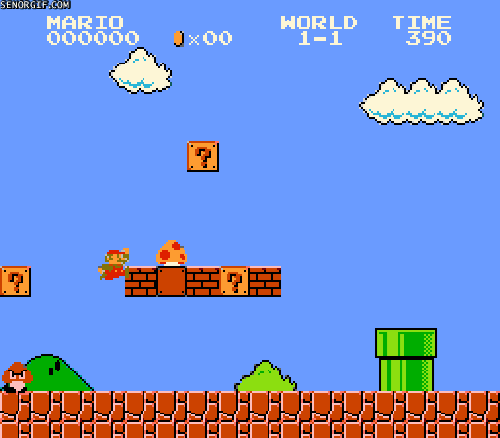 SENORGIF.COM
MARIO WORLD TIME
000000 ×00 1-1 390
?
? ?